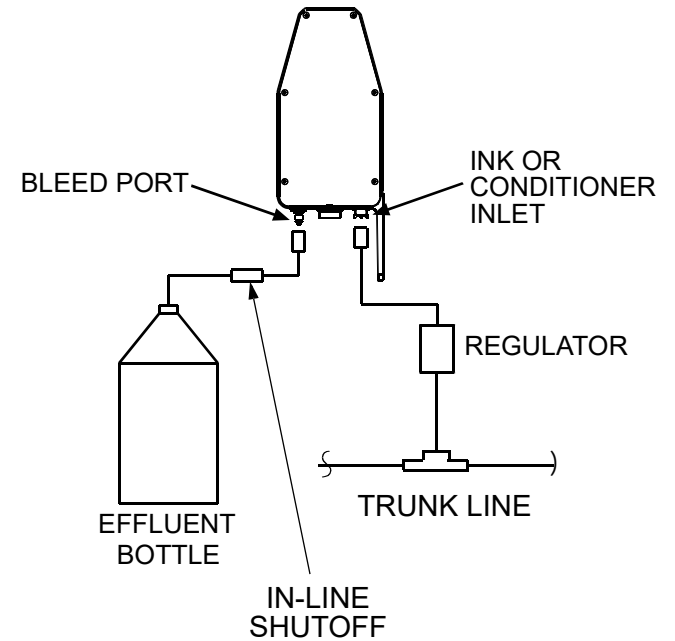 BLEED PORT
INK OR
CONDITIONER
INLET
REGULATOR
TRUNK LINE
EFFLUENT
BOTTLE
IN-LINE
SHUTOFF